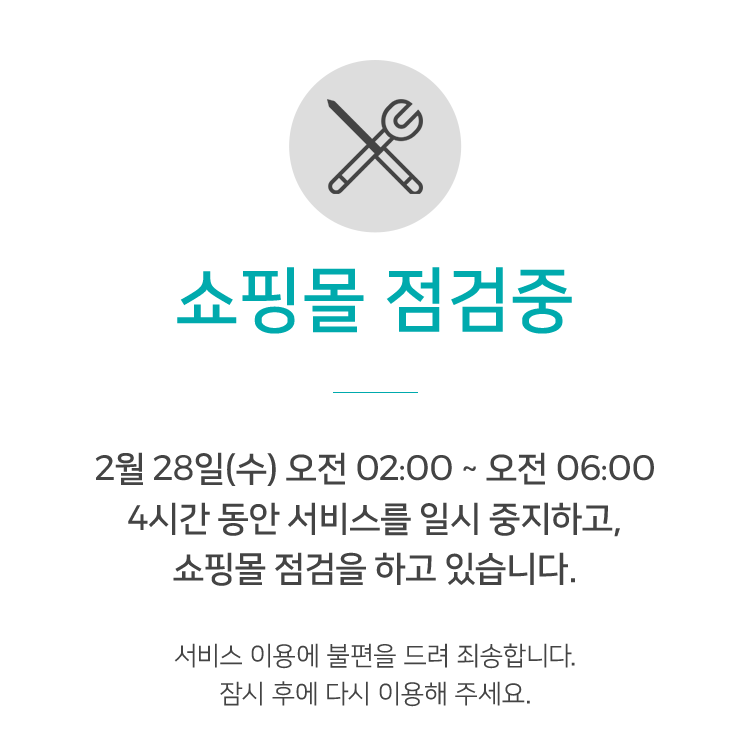 쇼핑몰 점검중
2월 28일(수) 오전 02:00 ~ 오전 06:00
4시간 동안 서비스를 일시 중지하고,
쇼핑몰 점검을 하고 있습니다.
서비스 이용에 불편을 드려 죄송합니다.
잠시 후에 다시 이용해 주세요.